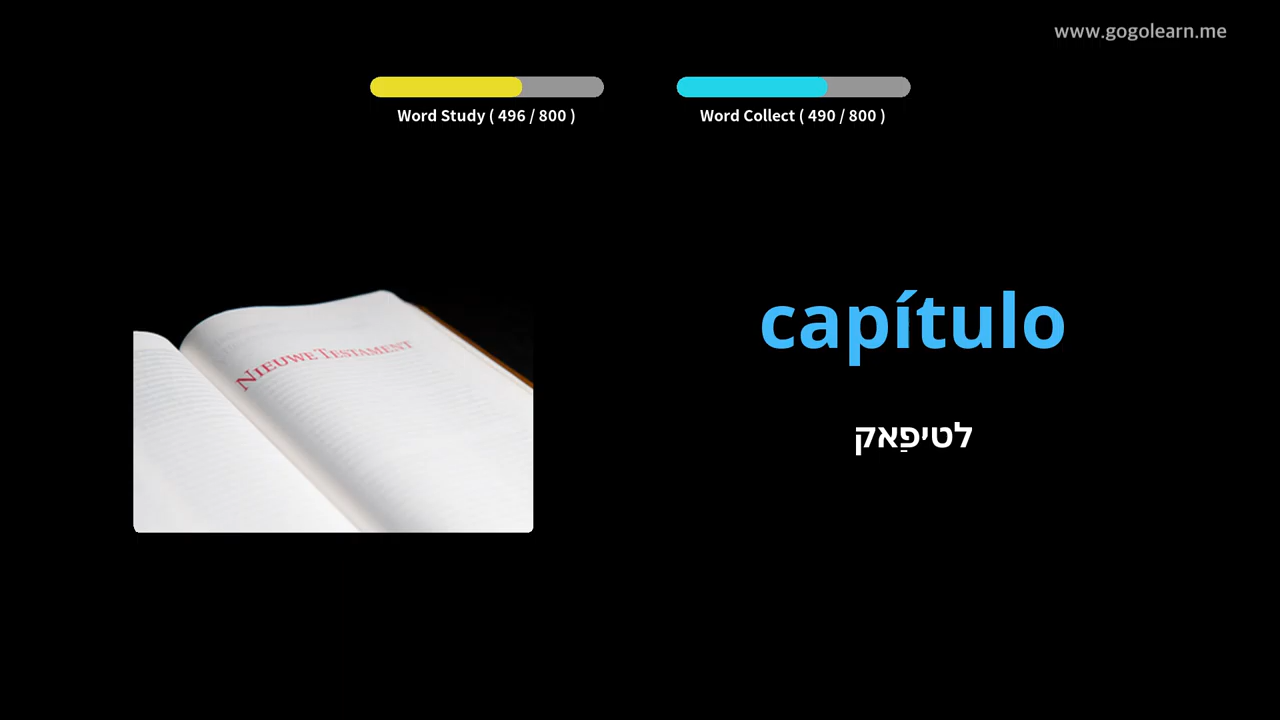 www.gogolearn.me
Word Study ( 496 / 800 )
Word Collect ( 490 / 800 )
NIEUWE TESTAMENT
capítulo
לטיפַאק